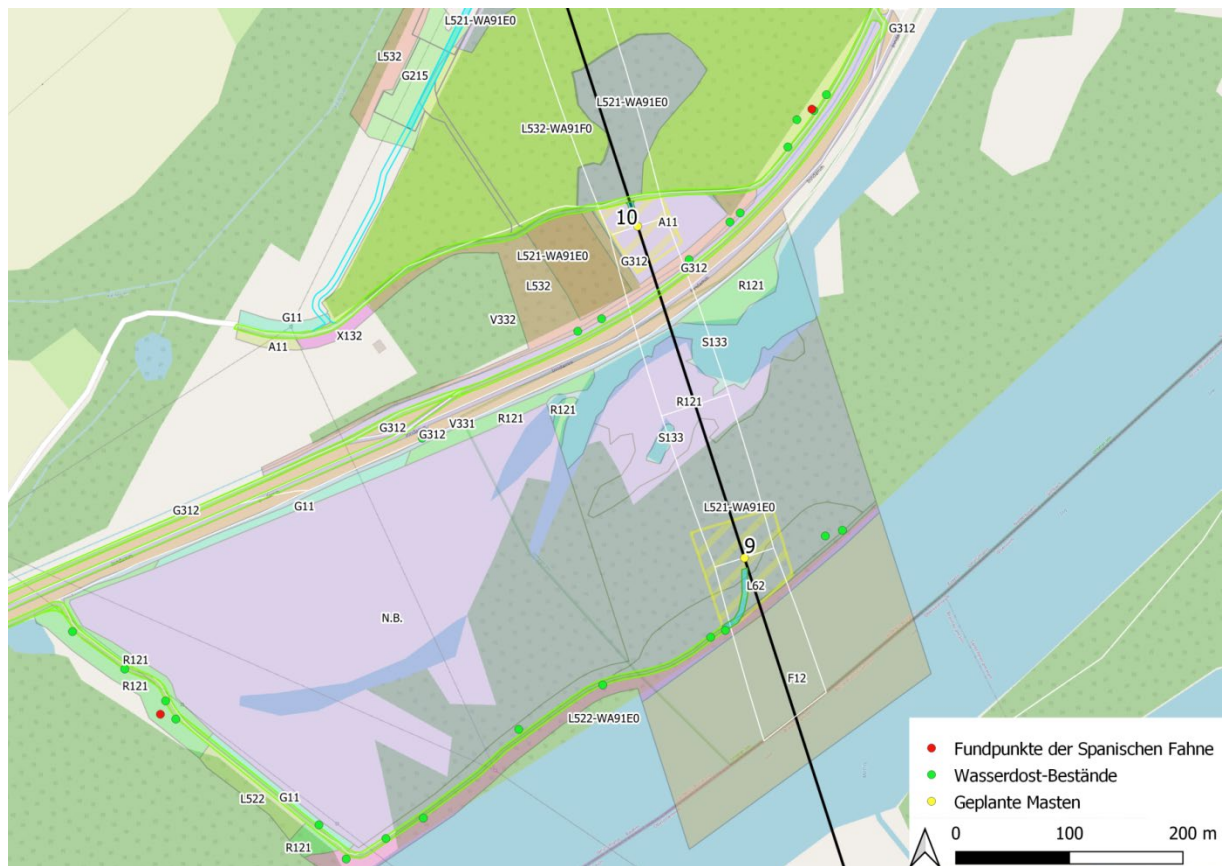 L521-WA91E0
G312
L532
G215
L521-WA91E0
L532-WA91F0
10
A11
L521-WA91E0
G312
G312
L532
R121
V332
G11
X132
A11
S133
R121
R121
R121
V331
G312
G312
S133
G11
G312
L521-WA91E0
9
L62
N.B.
R121
R121
F12
L522-WA91E0
L522
G11
R121
Fundpunkte der Spanischen Fahne
Wasserdost-Bestände
Geplante Masten
0 100 200 m